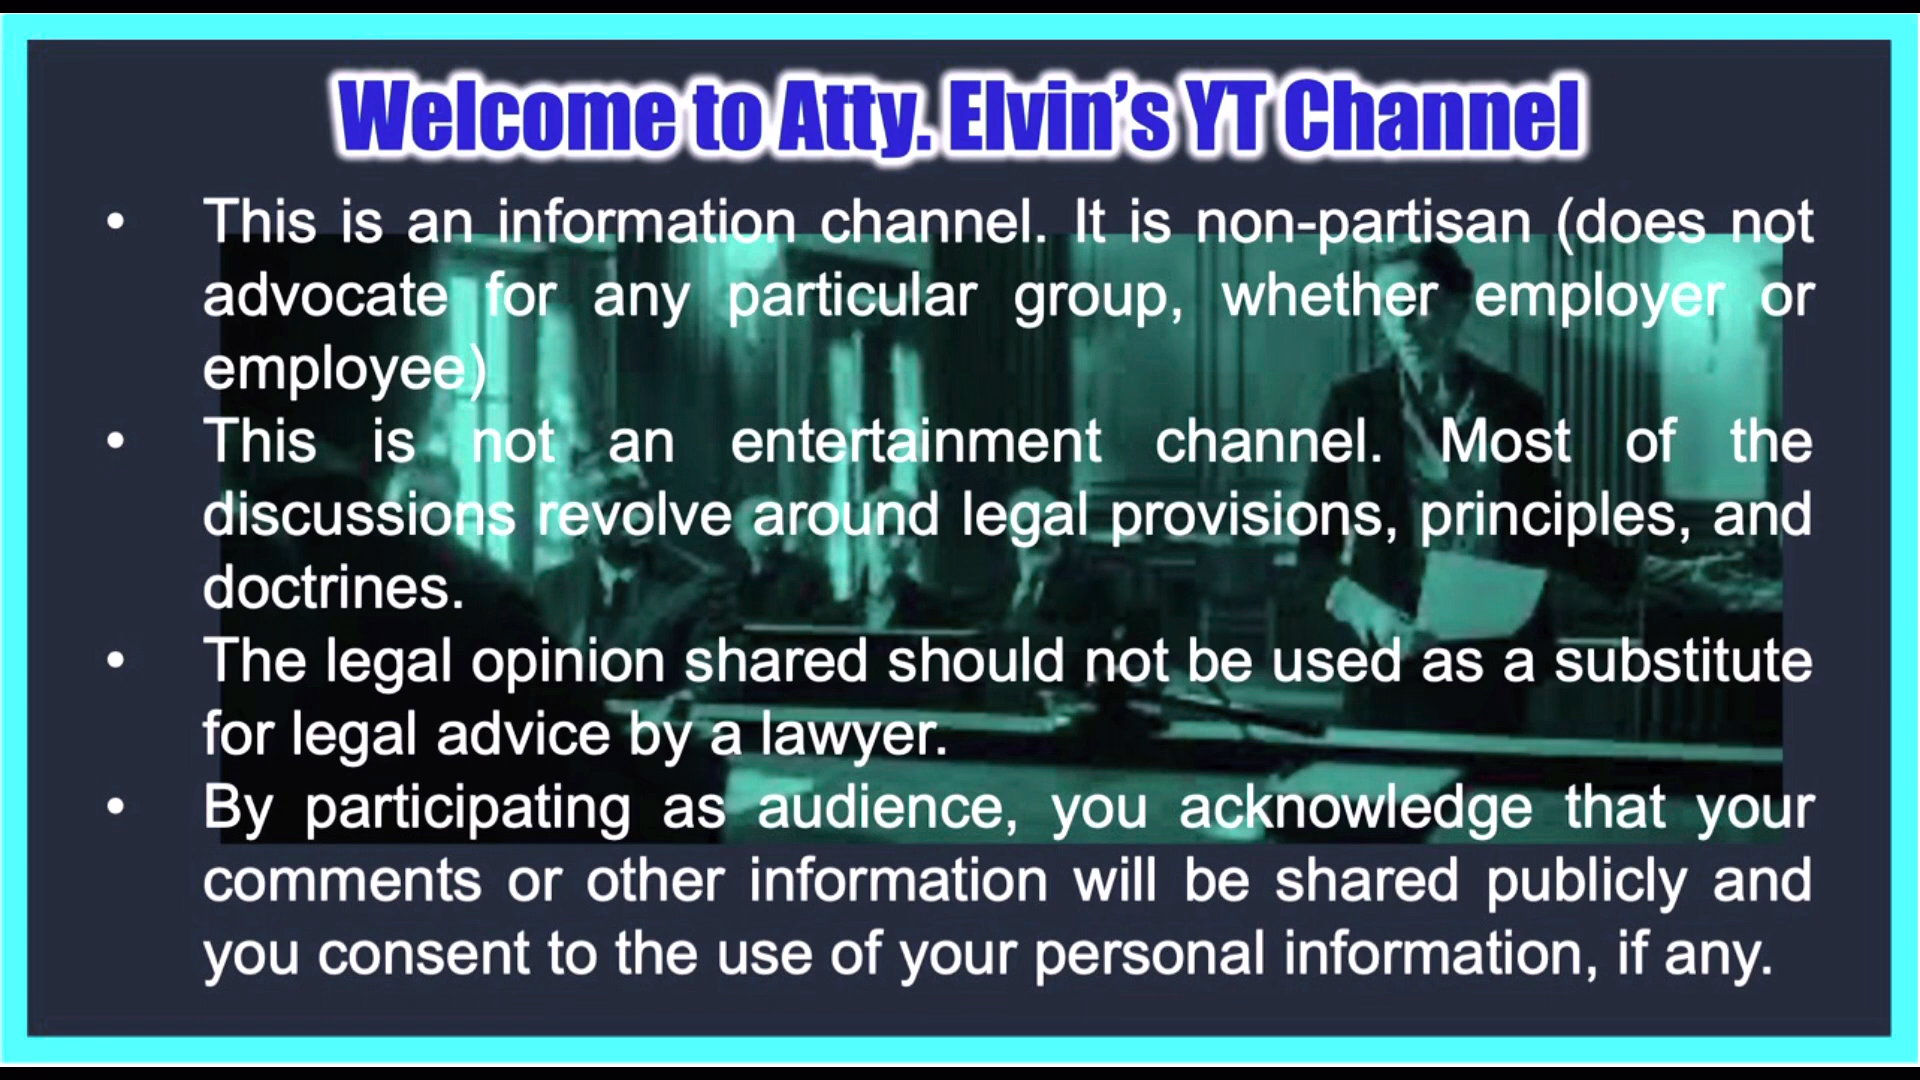 Welcome to Atty. Elvin’s YT Channel
• This is an information channel. It is non-partisan (does not
advocate for any particular group, whether employer or
employee)
• This is not an entertainment channel. Most of the
discussions revolve around legal provisions, principles, and
doctrines.
• The legal opinion shared should not be used as a substitute
for legal advice by a lawyer.
• By participating as audience, you acknowledge that your
comments or other information will be shared publicly and
you consent to the use of your personal information, if any.